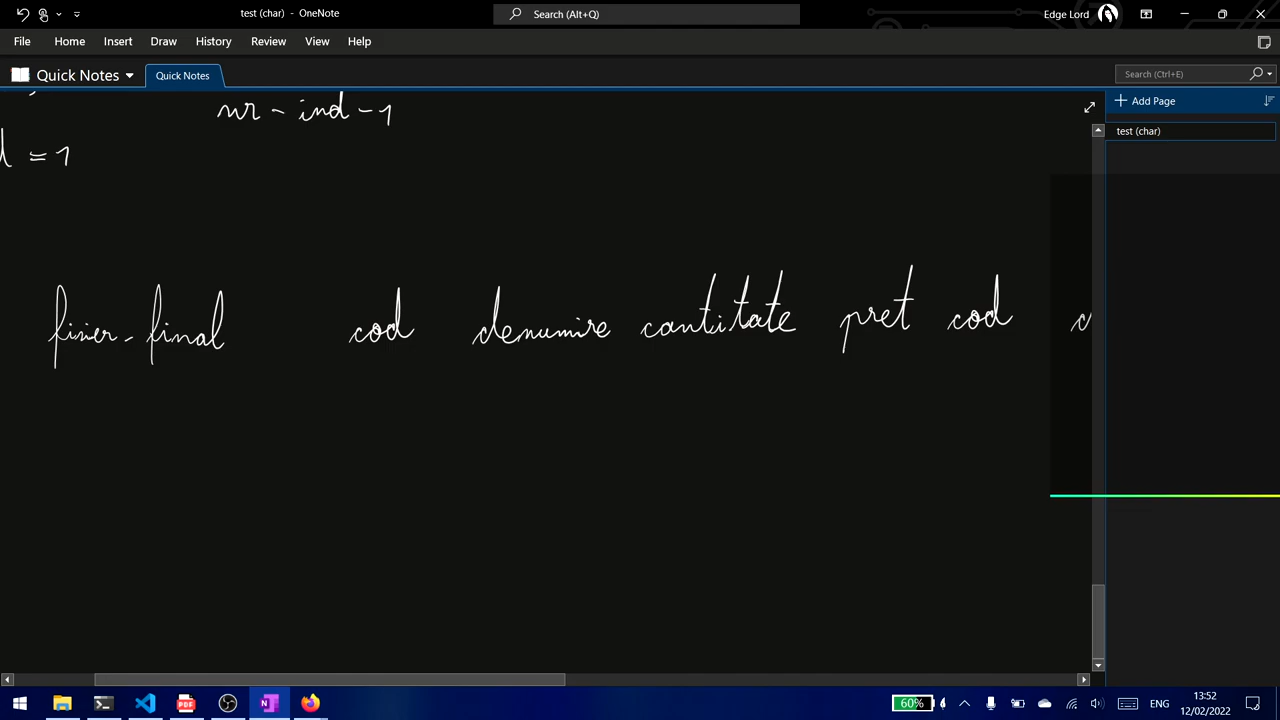 test (char) - OneNote
Search (Alt+Q)
Edge Lord
File Home Insert Draw History Review View Help
Quick Notes
Quick Notes
Search (Ctrl+E)
Add Page
test (char)
nr - ind - 1
= 1
fisier - final cod denumire cantitate pret cod
60%
ENG
13:52
12/02/2022